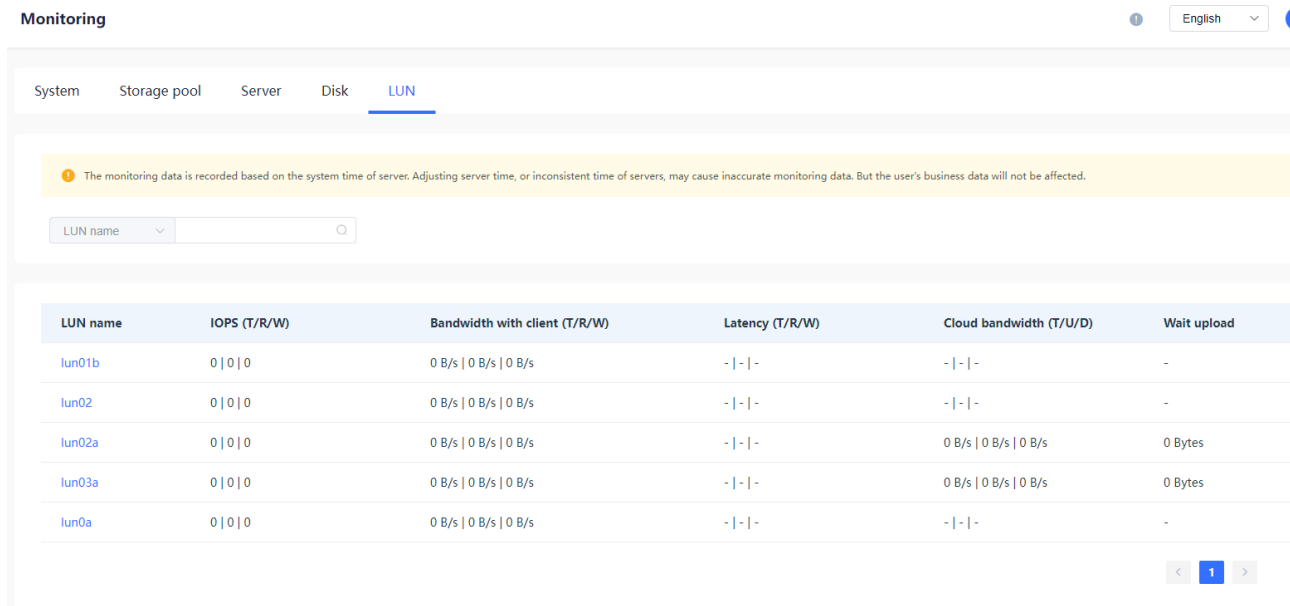 Monitoring
English
System Storage pool Server Disk LUN
The monitoring data is recorded based on the system time of server. Adjusting server time, or inconsistent time of servers, may cause inaccurate monitoring data. But the user's business data will not be affected.
LUN name
LUN name IOPS (T/R/W) Bandwidth with client (T/R/W) Latency (T/R/W) Cloud bandwidth (T/U/D) Wait upload
lun01b 0 | 0 | 0 0 B/s | 0 B/s | 0 B/s - | - | - - | - | - -
lun02 0 | 0 | 0 0 B/s | 0 B/s | 0 B/s - | - | - - | - | - -
lun02a 0 | 0 | 0 0 B/s | 0 B/s | 0 B/s - | - | - 0 B/s | 0 B/s | 0 B/s 0 Bytes
lun03a 0 | 0 | 0 0 B/s | 0 B/s | 0 B/s - | - | - 0 B/s | 0 B/s | 0 B/s 0 Bytes
lun0a 0 | 0 | 0 0 B/s | 0 B/s | 0 B/s - | - | - - | - | - -
< 1 >